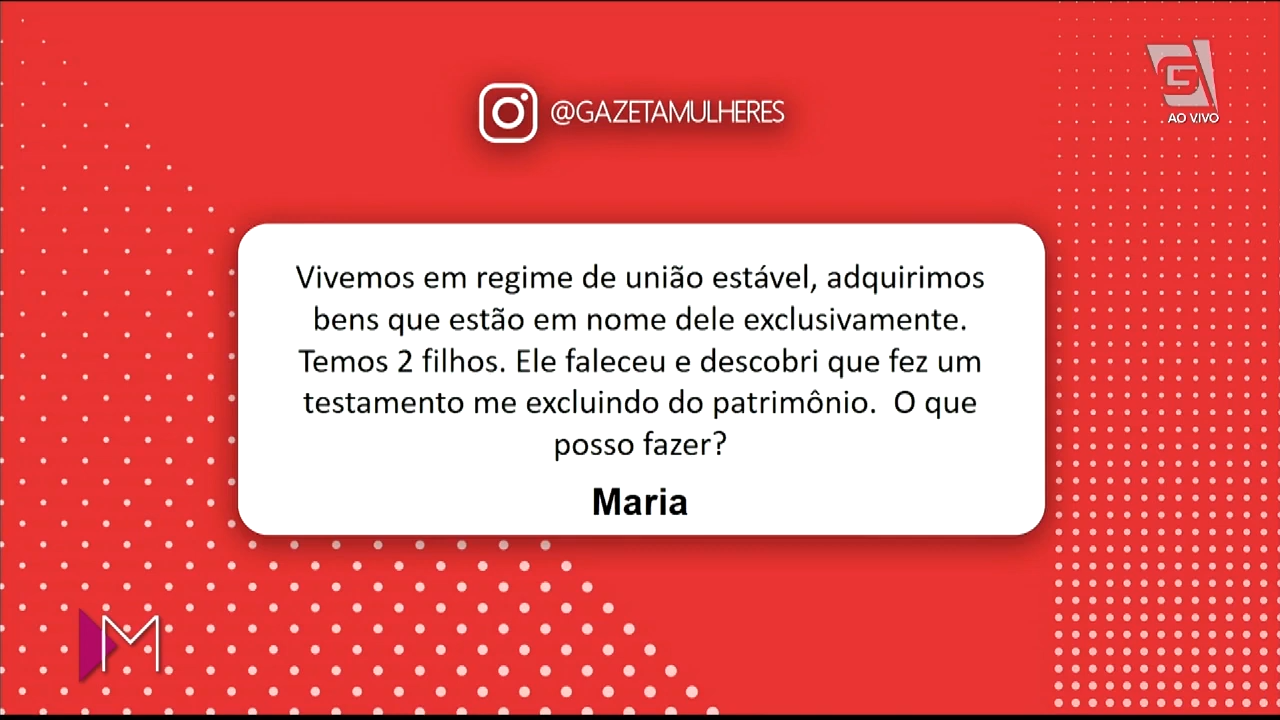 @GAZETAMULHERES
G
AO VIVO
Vivemos em regime de união estável, adquirimos
bens que estão em nome dele exclusivamente.
Temos 2 filhos. Ele faleceu e descobri que fez um
testamento me excluindo do patrimônio.  O que
posso fazer?
Maria
M